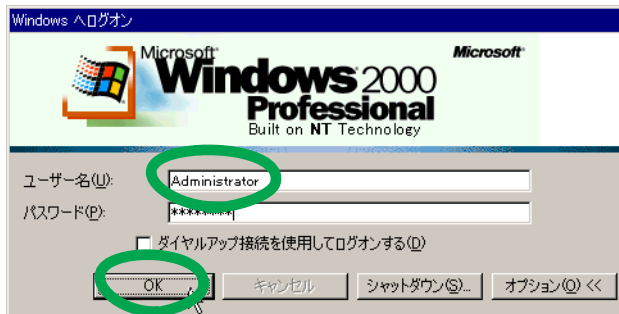 Windows へログオン
Microsoft
Microsoft
Windows 2000
Professional
Built on NT Technology
ユーザー名(U):
Administrator
パスワード(P):
********
ダイヤルアップ接続を使用してログオンする(D)
OK
キャンセル
シャットダウン(S)...
オプション(O) <<